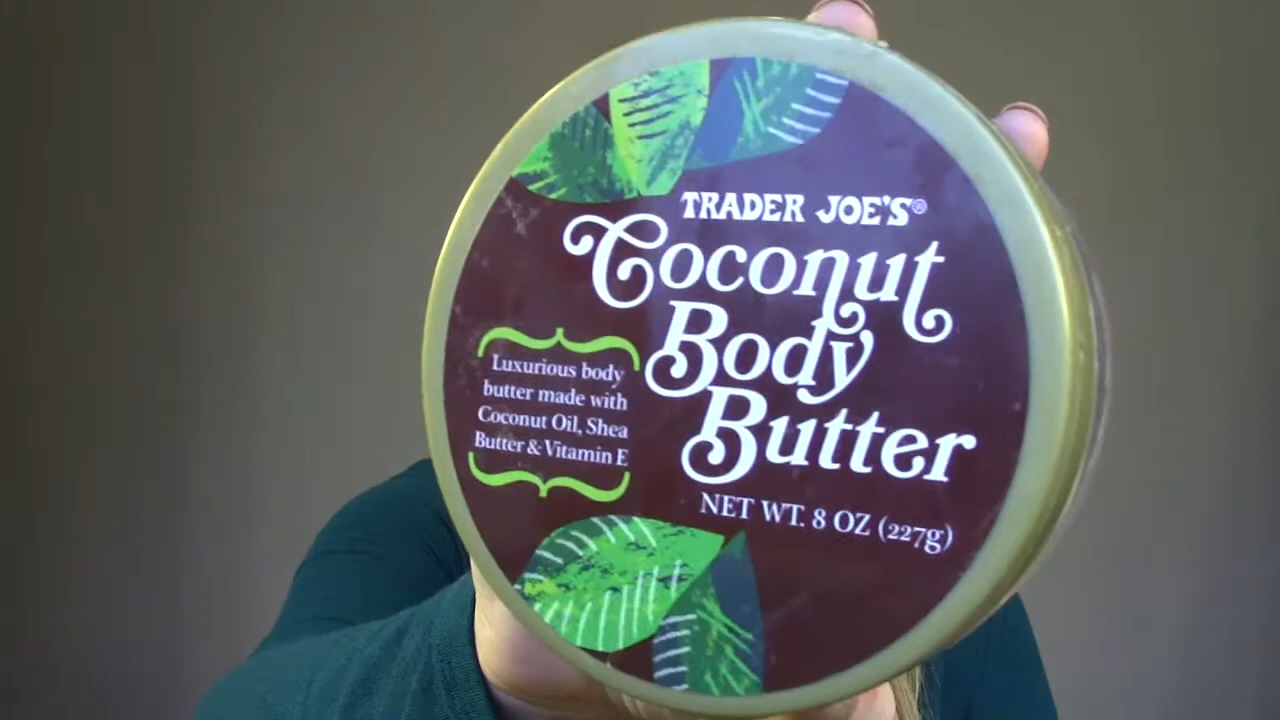 TRADER JOE'S®
Coconut
Body
Butter
Luxurious body
butter made with
Coconut Oil, Shea
Butter & Vitamin E
NET WT. 8 OZ (227g)